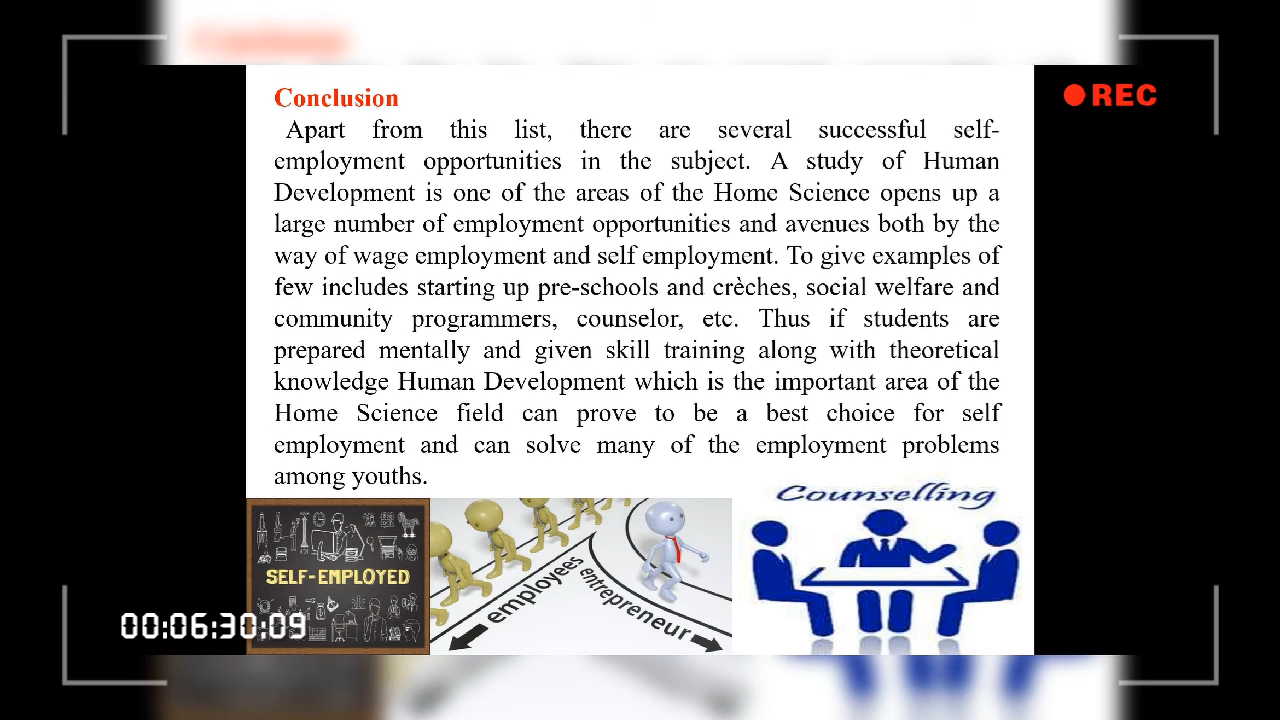 Conclusion
REC
Apart from this list, there are several successful self-
employment opportunities in the subject. A study of Human
Development is one of the areas of the Home Science opens up a
large number of employment opportunities and avenues both by the
way of wage employment and self employment. To give examples of
few includes starting up pre-schools and crèches, social welfare and
community programmers, counselor, etc. Thus if students are
prepared mentally and given skill training along with theoretical
knowledge Human Development which is the important area of the
Home Science field can prove to be a best choice for self
employment and can solve many of the employment problems
among youths.
Counselling
SELF-EMPLOYED
employees
entrepreneur
00:06:30:09